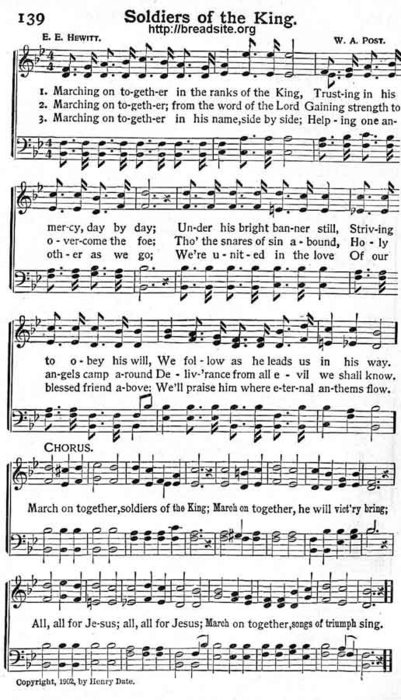 139 Soldiers of the King.
http://breadsite.org
E. E. HEWITT. W. A. POST.
1. Marching on to-geth-er in the ranks of the King, Trust-ing in his
2. Marching on to-geth-er; from the word of the Lord Gaining strength to
3. Marching on to-geth-er in his name, side by side; Help-ing one an-
mer-cy, day by day; Un-der his bright ban-ner still, Striv-ing
o-ver-come the foe; Tho' the snares of sin a-bound, Ho-ly
oth-er as we go; We're u-nit-ed in the love Of our
to o-bey his will, We fol-low as he leads us in his way.
an-gels camp a-round De-liv-'rance from all e-vil we shall know.
blessed friend a-bove; We'll praise him where e-ter-nal an-thems flow.
CHORUS.
March on together, soldiers of the King; March on together, he will vict'ry bring;
All, all for Je-sus; all, all for Jesus; March on together, songs of triumph sing.
Copyright, 1902, by Henry Date.